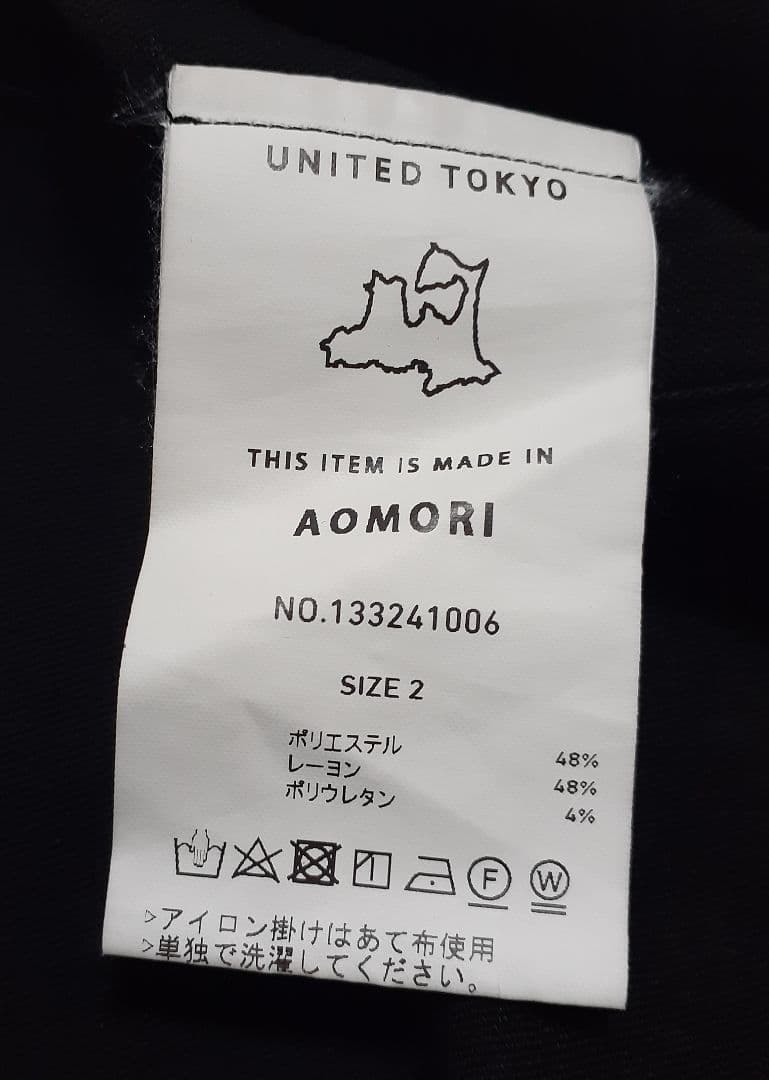 UNITED TOKYO
THIS ITEM IS MADE IN
AOMORI
NO.133241006
SIZE 2
ポリエステル 48%
レーヨン 48%
ポリウレタン 4%
F W
>アイロン掛けはあて布使用
>単独で洗濯してください。